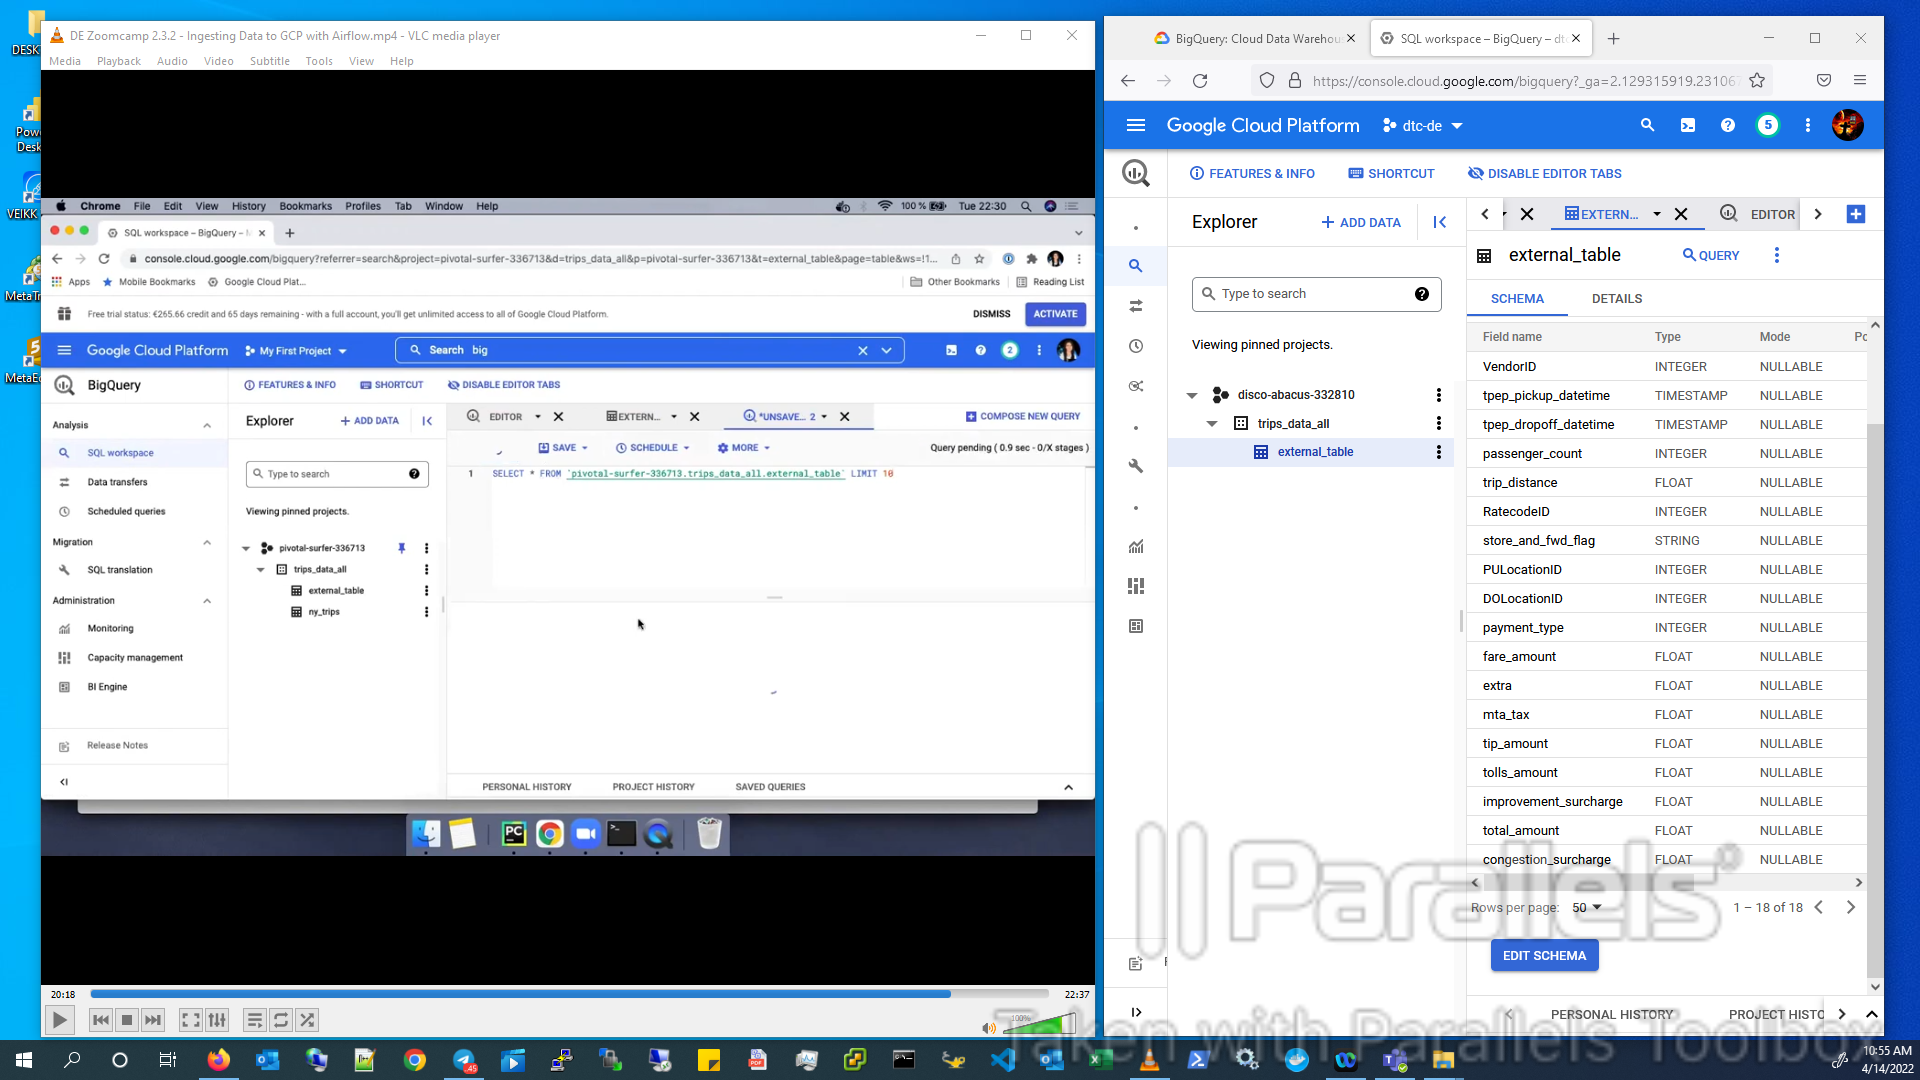 DE Zoomcamp 2.3.2 - Ingesting Data to GCP with Airflow.mp4 - VLC media player
Media Playback Audio Video Subtitle Tools View Help
Chrome File Edit View History Bookmarks Profiles Tab Window Help
100 % Tue 22:30
SQL workspace – BigQuery –
console.cloud.google.com/bigquery?referrer=search&project=pivotal-surfer-336713&d=trips_data_all&p=pivotal-surfer-336713&t=external_table&page=table&ws=!1...
Apps Mobile Bookmarks Google Cloud Plat... Other Bookmarks Reading List
Free trial status: €265.66 credit and 65 days remaining - with a full account, you'll get unlimited access to all of Google Cloud Platform. DISMISS ACTIVATE
Google Cloud Platform My First Project Search big 2
BigQuery FEATURES & INFO SHORTCUT DISABLE EDITOR TABS
Analysis
SQL workspace
Data transfers
Scheduled queries
Migration
SQL translation
Administration
Monitoring
Capacity management
BI Engine
Release Notes
Explorer + ADD DATA
Type to search
Viewing pinned projects.
pivotal-surfer-336713
trips_data_all
external_table
ny_trips
EDITOR EXTERN... *UNSAVE... 2 COMPOSE NEW QUERY
SAVE SCHEDULE MORE Query pending ( 0.9 sec - 0/X stages )
1 SELECT * FROM `pivotal-surfer-336713.trips_data_all.external_table` LIMIT 10
PERSONAL HISTORY PROJECT HISTORY SAVED QUERIES
PC
20:18 22:37
100%
BigQuery: Cloud Data Warehou
SQL workspace – BigQuery – dt
https://console.cloud.google.com/bigquery?_ga=2.129315919.23106
Google Cloud Platform dtc-de 5
FEATURES & INFO SHORTCUT DISABLE EDITOR TABS
Explorer + ADD DATA
Type to search
Viewing pinned projects.
disco-abacus-332810
trips_data_all
external_table
EXTERN... EDITOR
external_table QUERY
SCHEMA DETAILS
Field name Type Mode Po
VendorID INTEGER NULLABLE
tpep_pickup_datetime TIMESTAMP NULLABLE
tpep_dropoff_datetime TIMESTAMP NULLABLE
passenger_count INTEGER NULLABLE
trip_distance FLOAT NULLABLE
RatecodeID INTEGER NULLABLE
store_and_fwd_flag STRING NULLABLE
PULocationID INTEGER NULLABLE
DOLocationID INTEGER NULLABLE
payment_type INTEGER NULLABLE
fare_amount FLOAT NULLABLE
extra FLOAT NULLABLE
mta_tax FLOAT NULLABLE
tip_amount FLOAT NULLABLE
tolls_amount FLOAT NULLABLE
improvement_surcharge FLOAT NULLABLE
total_amount FLOAT NULLABLE
congestion_surcharge FLOAT NULLABLE
Rows per page: 50 1 – 18 of 18
EDIT SCHEMA
PERSONAL HISTORY PROJECT HISTO
Parallels®
Taken with Parallels Toolbox
10:55 AM
4/14/2022